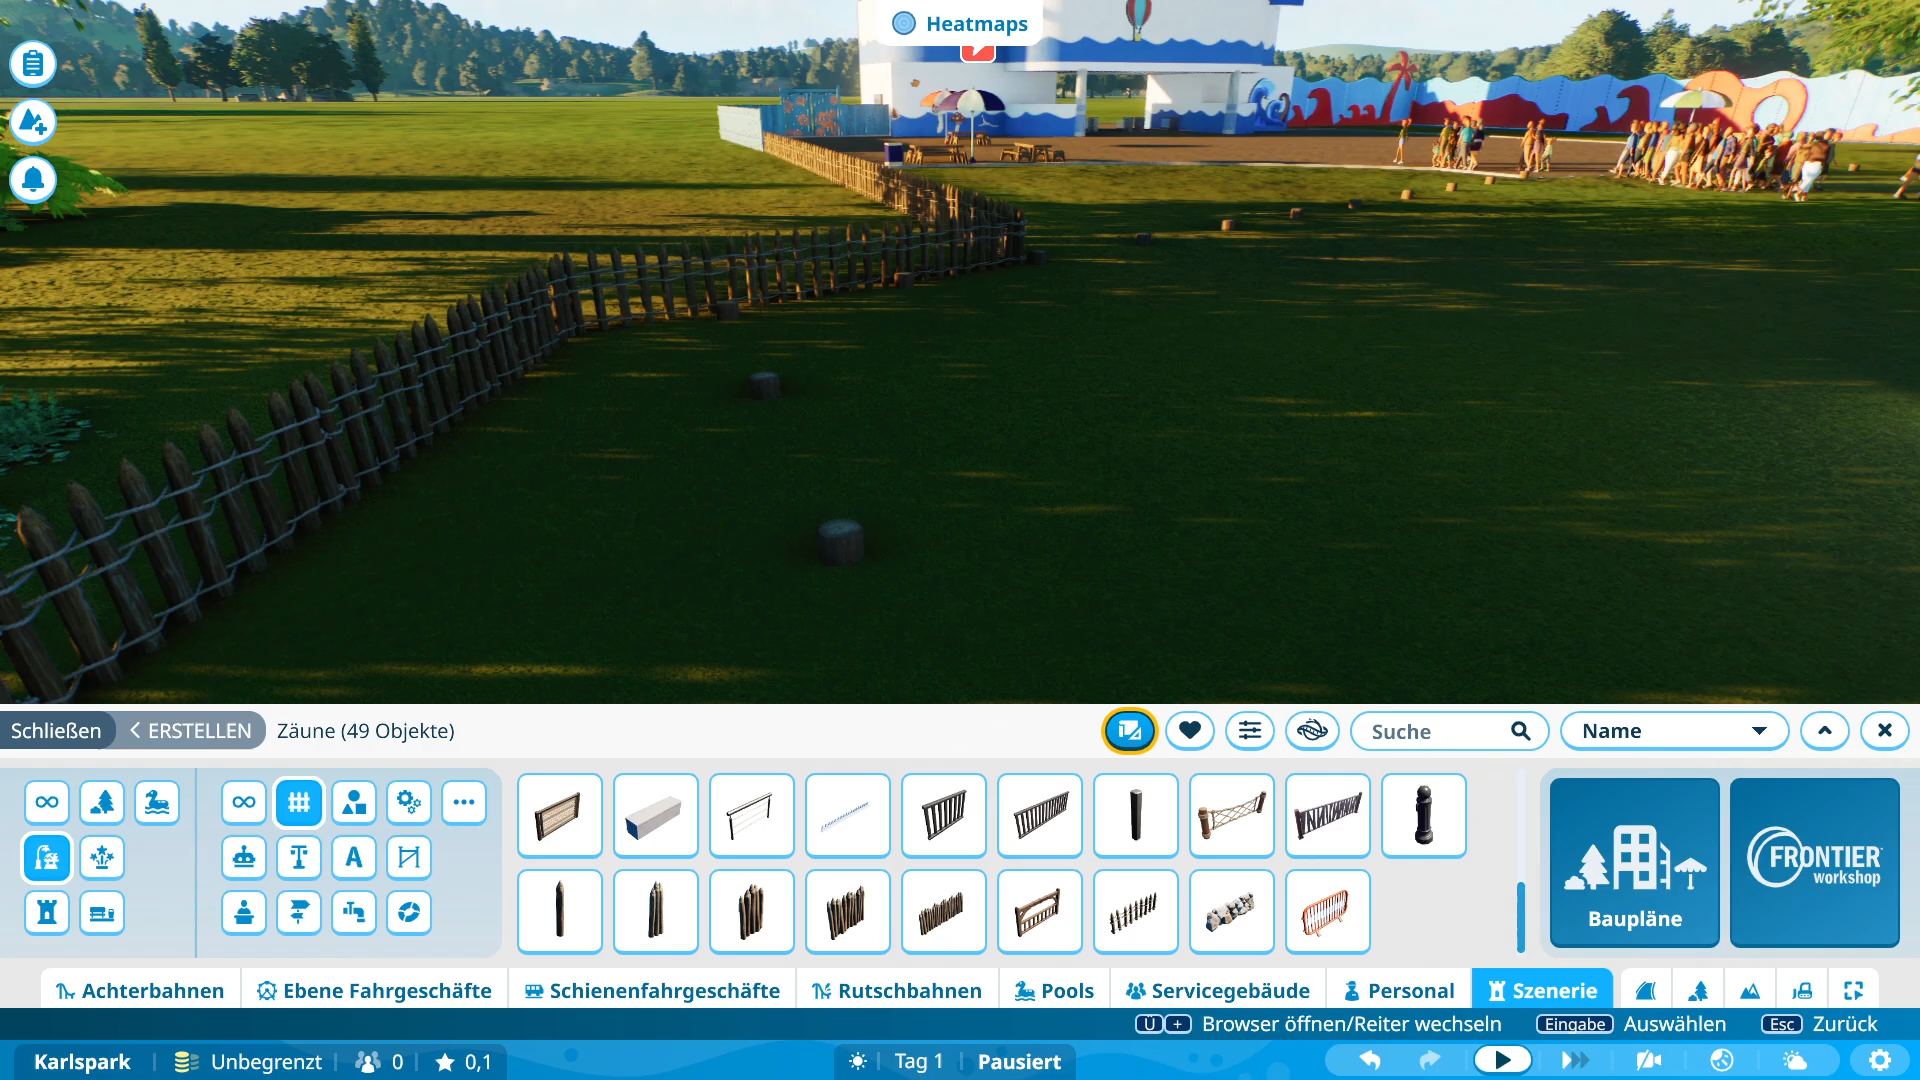 Heatmaps
Schließen
ERSTELLEN
Zäune (49 Objekte)
Suche
Name
A
Baupläne
FRONTIER
workshop
Achterbahnen
Ebene Fahrgeschäfte
Schienenfahrgeschäfte
Rutschbahnen
Pools
Servicegebäude
Personal
Szenerie
Ü + Browser öffnen/Reiter wechseln
Eingabe Auswählen
Esc Zurück
Karlspark
Unbegrenzt
0
0,1
Tag 1
Pausiert